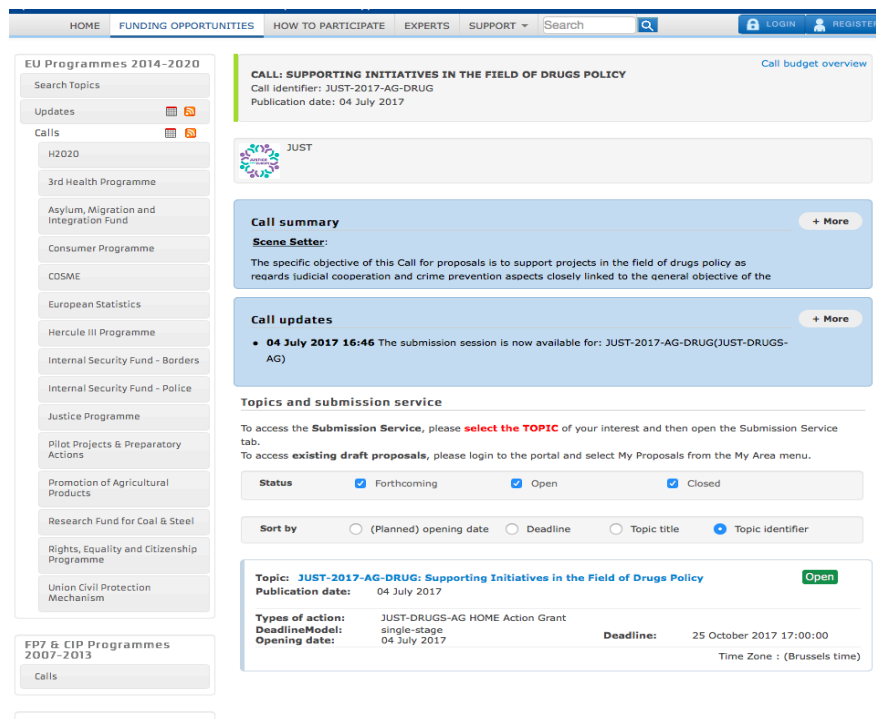 HOME FUNDING OPPORTUNITIES HOW TO PARTICIPATE EXPERTS SUPPORT Search LOGIN REGISTER
EU Programmes 2014-2020
Search Topics
Updates
Calls
H2020
3rd Health Programme
Asylum, Migration and
Integration Fund
Consumer Programme
COSME
European Statistics
Hercule III Programme
Internal Security Fund - Borders
Internal Security Fund - Police
Justice Programme
Pilot Projects & Preparatory
Actions
Promotion of Agricultural
Products
Research Fund for Coal & Steel
Rights, Equality and Citizenship
Programme
Union Civil Protection
Mechanism
FP7 & CIP Programmes
2007-2013
Calls
Call budget overview
CALL: SUPPORTING INITIATIVES IN THE FIELD OF DRUGS POLICY
Call identifier: JUST-2017-AG-DRUG
Publication date: 04 July 2017
JUST
Call summary
+ More
Scene Setter:
The specific objective of this Call for proposals is to support projects in the field of drugs policy as
regards judicial cooperation and crime prevention aspects closely linked to the general objective of the
Call updates
+ More
• 04 July 2017 16:46 The submission session is now available for: JUST-2017-AG-DRUG(JUST-DRUGS-
AG)
Topics and submission service
To access the Submission Service, please select the TOPIC of your interest and then open the Submission Service
tab.
To access existing draft proposals, please login to the portal and select My Proposals from the My Area menu.
Status Forthcoming Open Closed
Sort by (Planned) opening date Deadline Topic title Topic identifier
Topic: JUST-2017-AG-DRUG: Supporting Initiatives in the Field of Drugs Policy Open
Publication date: 04 July 2017
Types of action: JUST-DRUGS-AG HOME Action Grant
DeadlineModel: single-stage
Opening date: 04 July 2017
Deadline: 25 October 2017 17:00:00
Time Zone : (Brussels time)